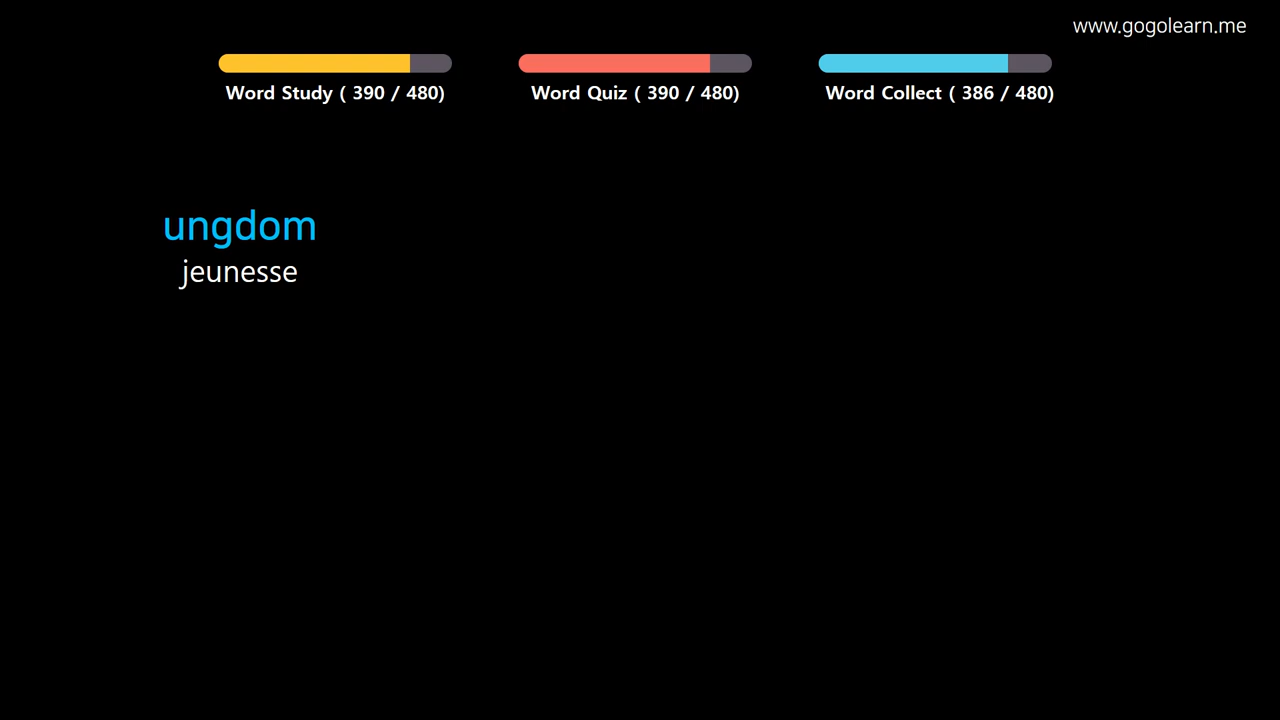 www.gogolearn.me
Word Study ( 390 / 480)
Word Quiz ( 390 / 480)
Word Collect ( 386 / 480)
ungdom
jeunesse